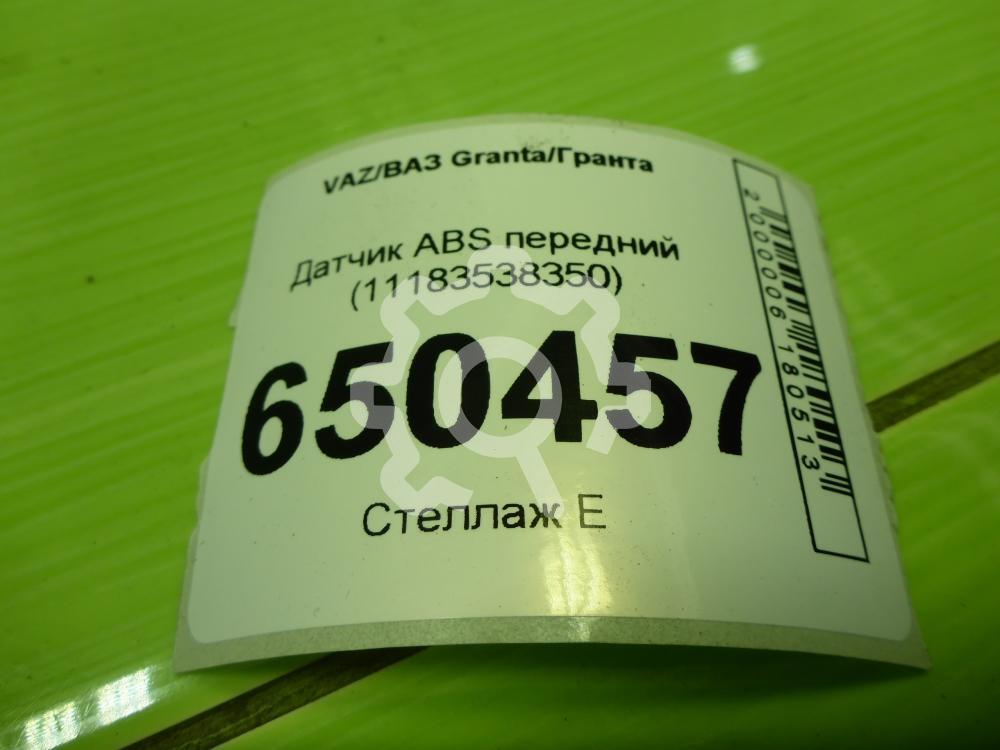 VAZ/ВАЗ Granta/Гранта
Датчик ABS передний
(11183538350)
650457
Стеллаж Е
2000006180513